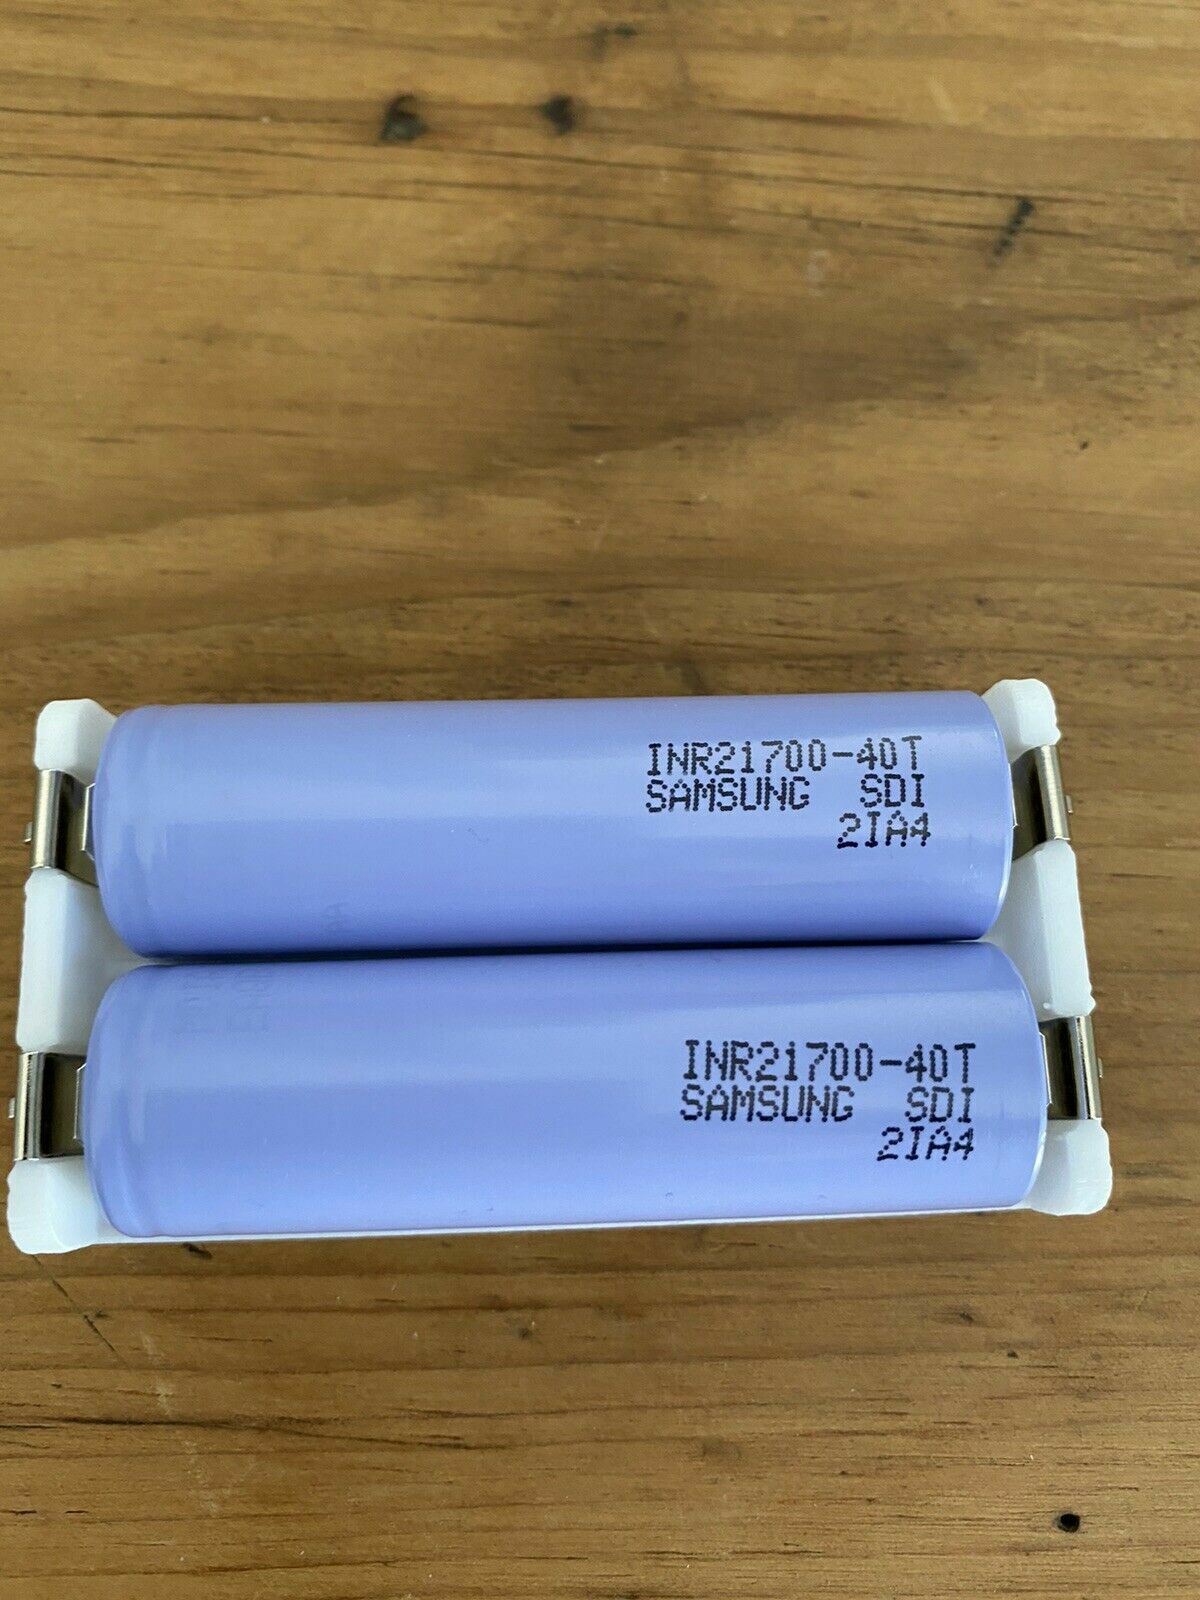 INR21700-40T
SAMSUNG SDI
2IA4
INR21700-40T
SAMSUNG SDI
2IA4